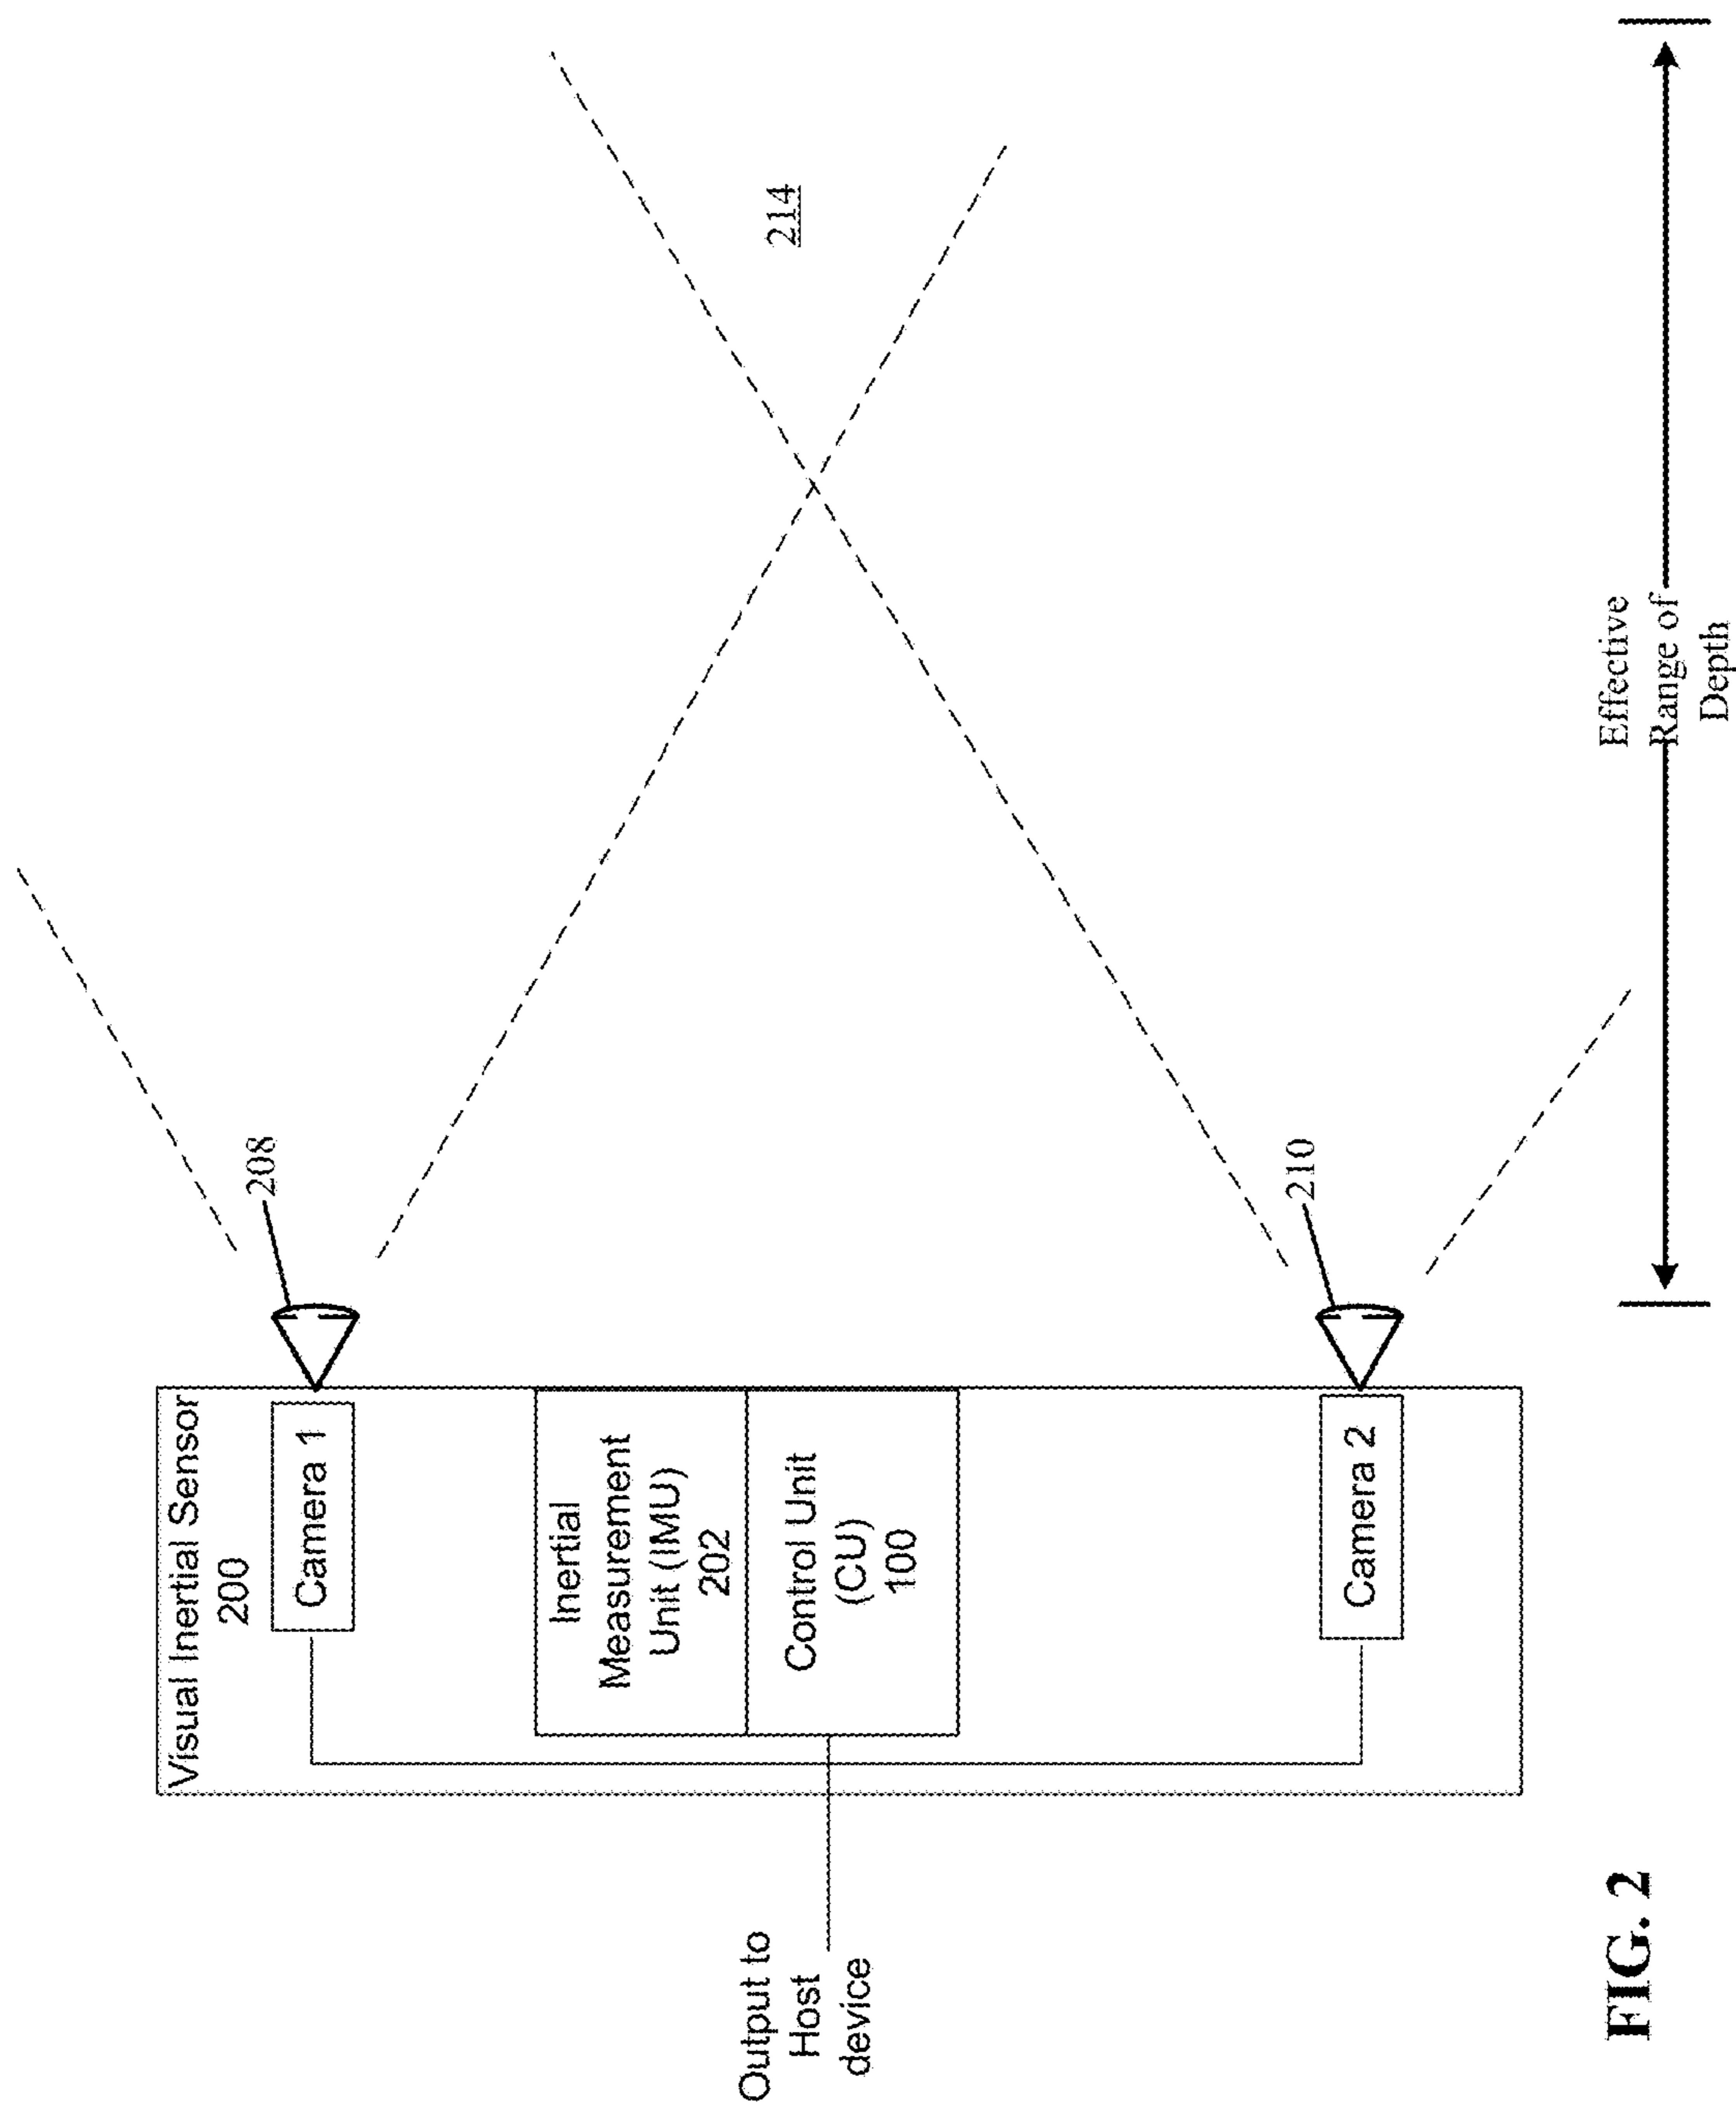 Visual Inertial Sensor
200
Camera 1
208
Inertial
Measurement
Unit (IMU)
202
Control Unit
(CU)
100
Output to
Host
device
214
Camera 2
210
Effective
Range of
Depth
FIG. 2